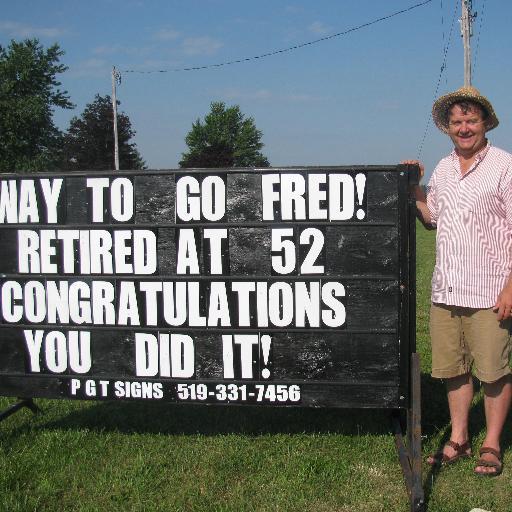 WAY TO GO FRED!
RETIRED AT 52
CONGRATULATIONS
YOU DID IT!
P G T SIGNS 519-331-7456